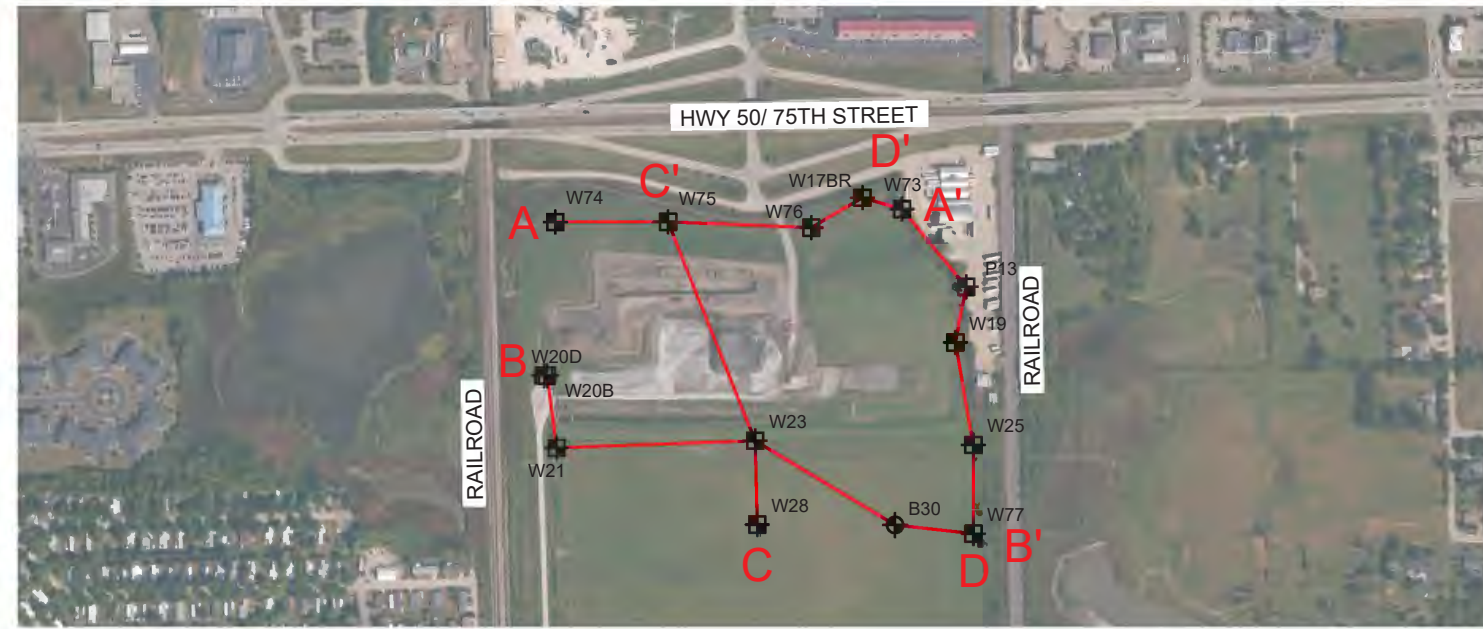 HWY 50/ 75TH STREET
D'
C'
W17BR
W73
W74
W75
W76
A
A'
P13
RAILROAD
W19
B
W20D
W20B
RAILROAD
W23
W25
W21
W28
B30
W77
B'
C
D